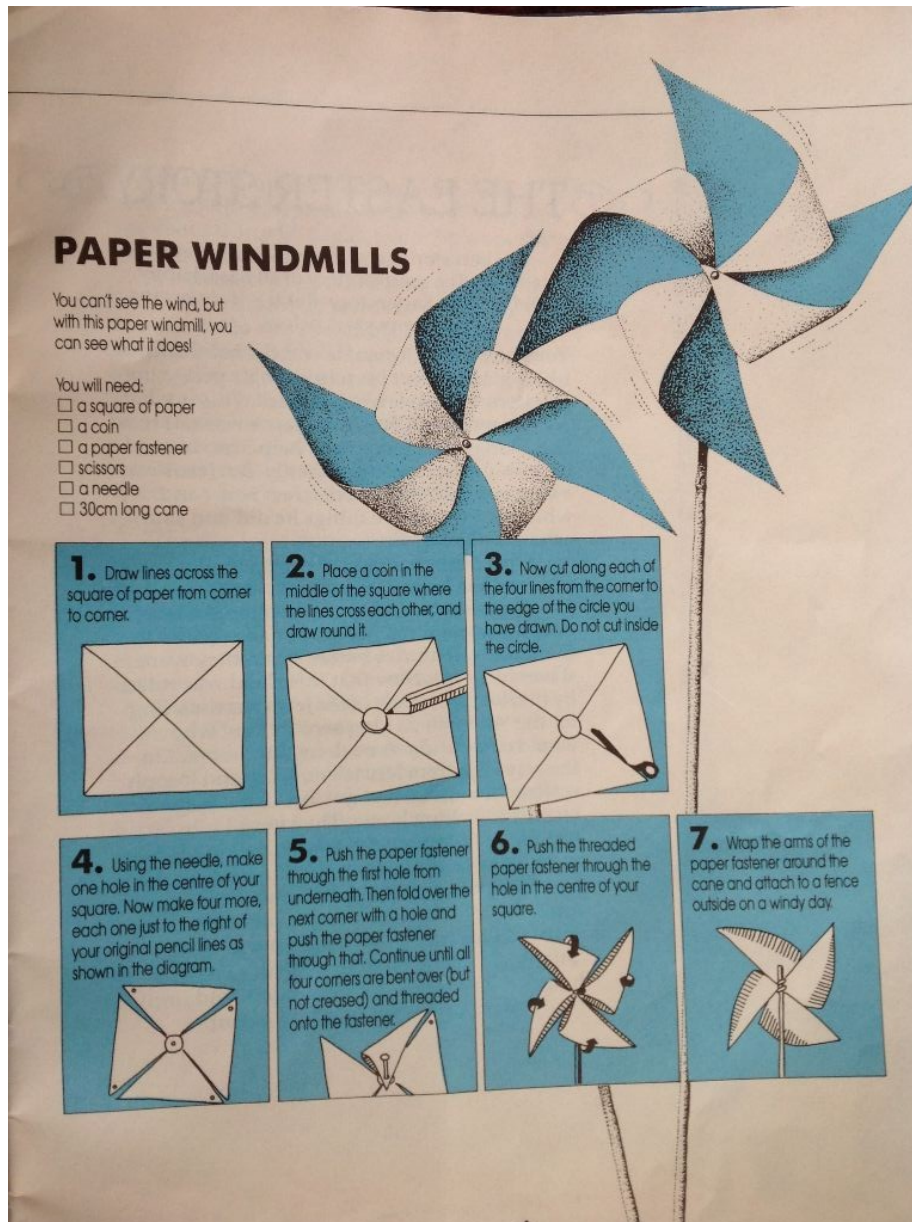 PAPER WINDMILLS
You can't see the wind, but
with this paper windmill, you
can see what it does!
You will need:
☐ a square of paper
☐ a coin
☐ a paper fastener
☐ scissors
☐ a needle
☐ 30cm long cane
1. Draw lines across the
square of paper from corner
to corner.
2. Place a coin in the
middle of the square where
the lines cross each other, and
draw round it.
3. Now cut along each of
the four lines from the corner to
the edge of the circle you
have drawn. Do not cut inside
the circle.
4. Using the needle, make
one hole in the centre of your
square. Now make four more,
each one just to the right of
your original pencil lines as
shown in the diagram.
5. Push the paper fastener
through the first hole from
underneath. Then fold over the
next corner with a hole and
push the paper fastener
through that. Continue until all
four corners are bent over (but
not creased) and threaded
onto the fastener.
6. Push the threaded
paper fastener through the
hole in the centre of your
square.
7. Wrap the arms of the
paper fastener around the
cane and attach to a fence
outside on a windy day.